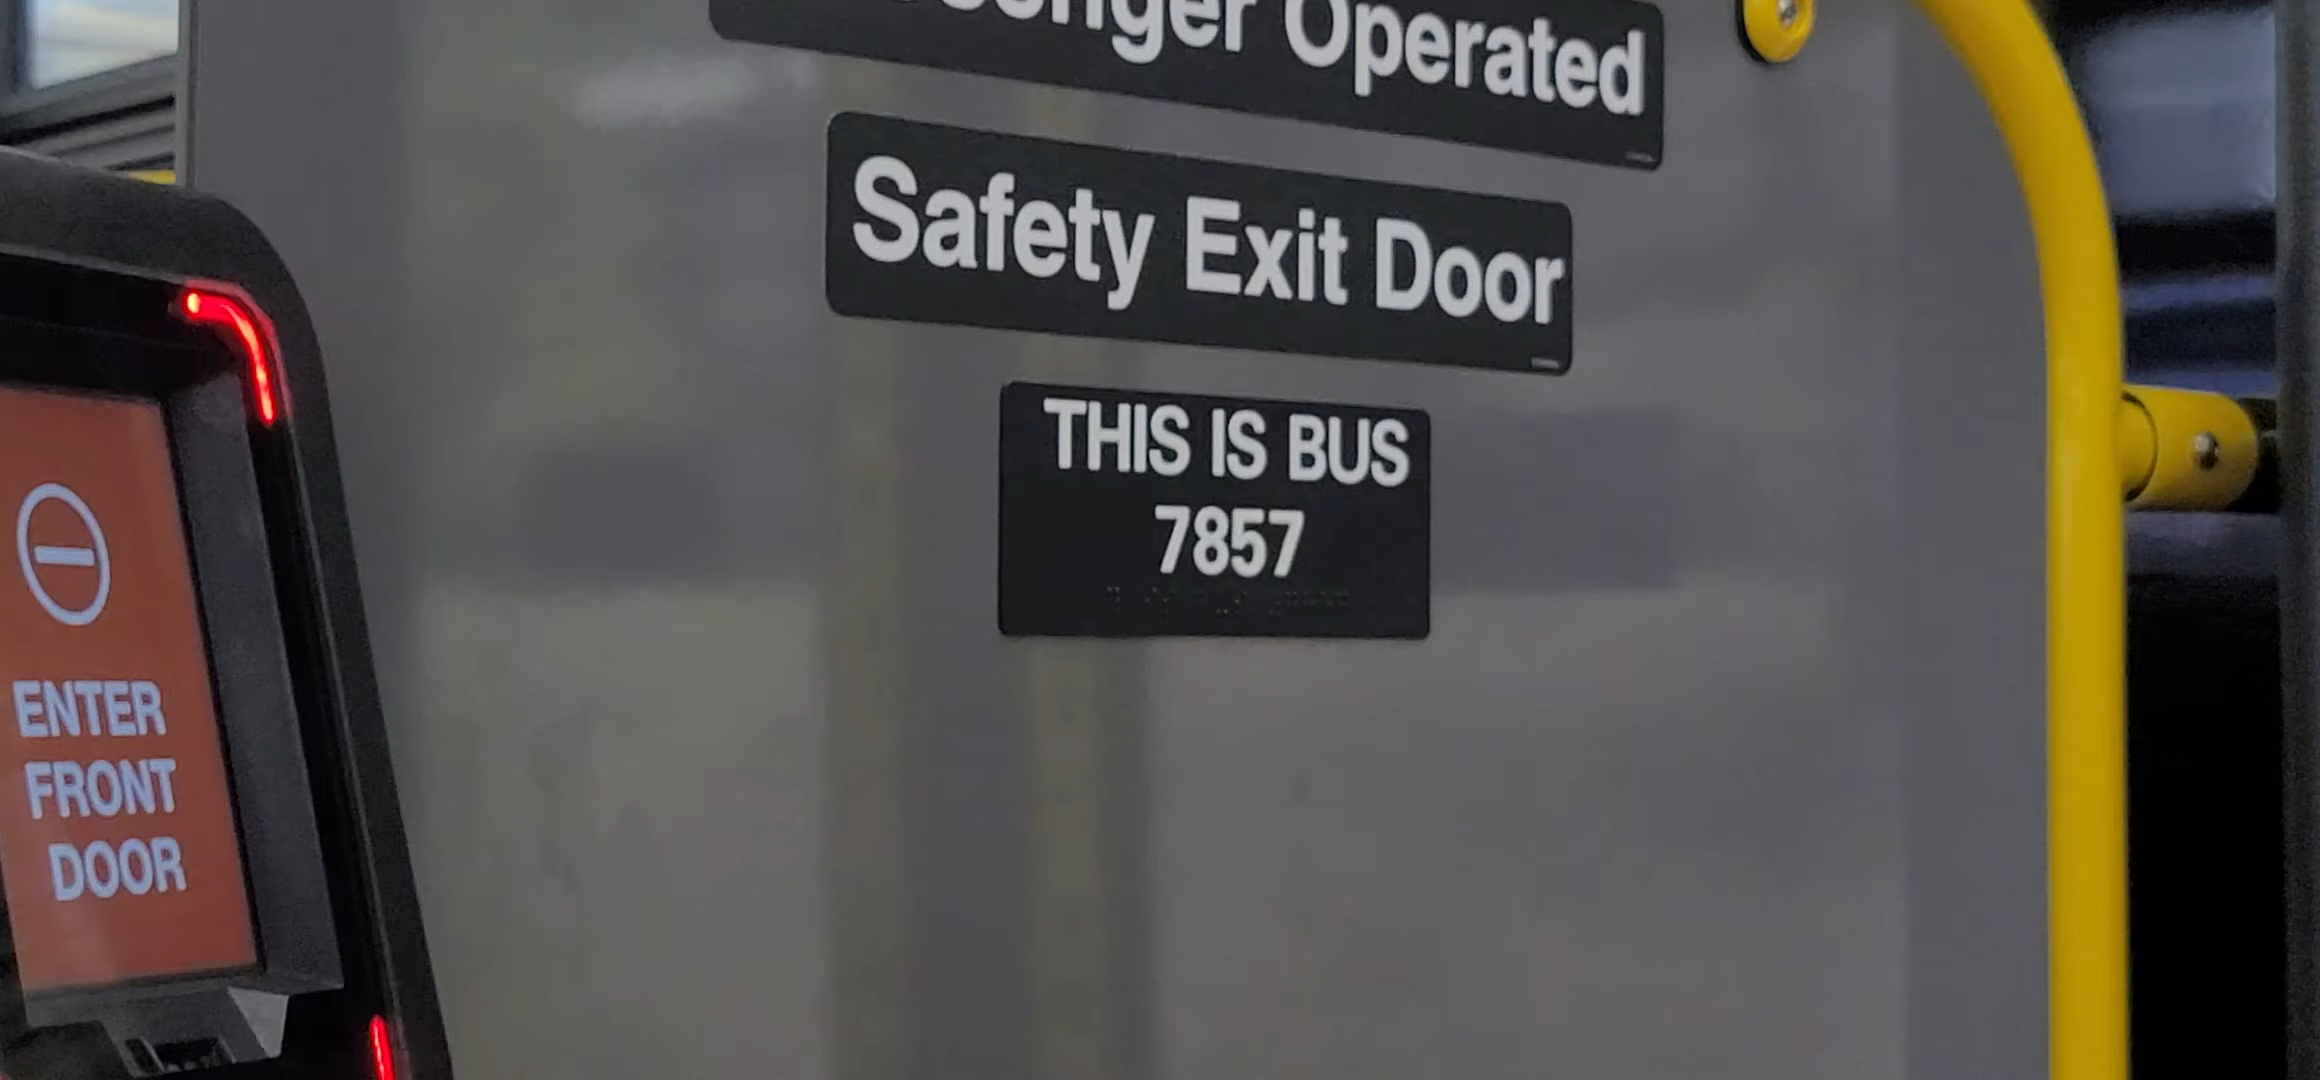 Operated
Safety Exit Door
THIS IS BUS
7857
ENTER
FRONT
DOOR